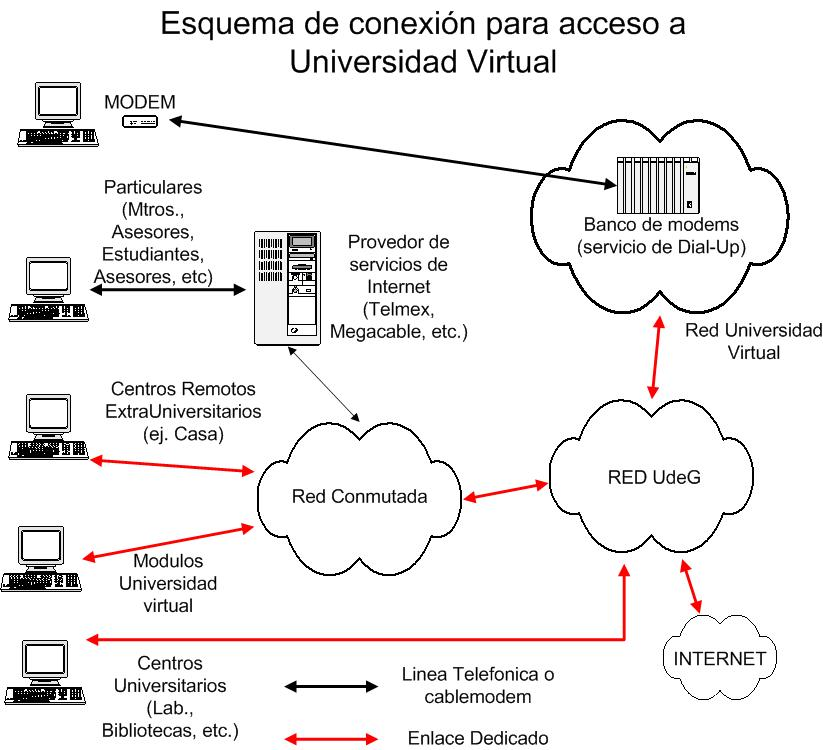 Esquema de conexión para acceso a
Universidad Virtual
MODEM
Banco de modems
(servicio de Dial-Up)
Particulares
(Mtros.,
Asesores,
Estudiantes,
Asesores, etc)
Provedor de
servicios de
Internet
(Telmex,
Megacable, etc.)
Red Universidad
Virtual
Centros Remotos
ExtraUniversitarios
(ej. Casa)
Red Conmutada
RED UdeG
Modulos
Universidad
virtual
INTERNET
Centros
Universitarios
(Lab.,
Bibliotecas, etc.)
Linea Telefonica o
cablemodem
Enlace Dedicado